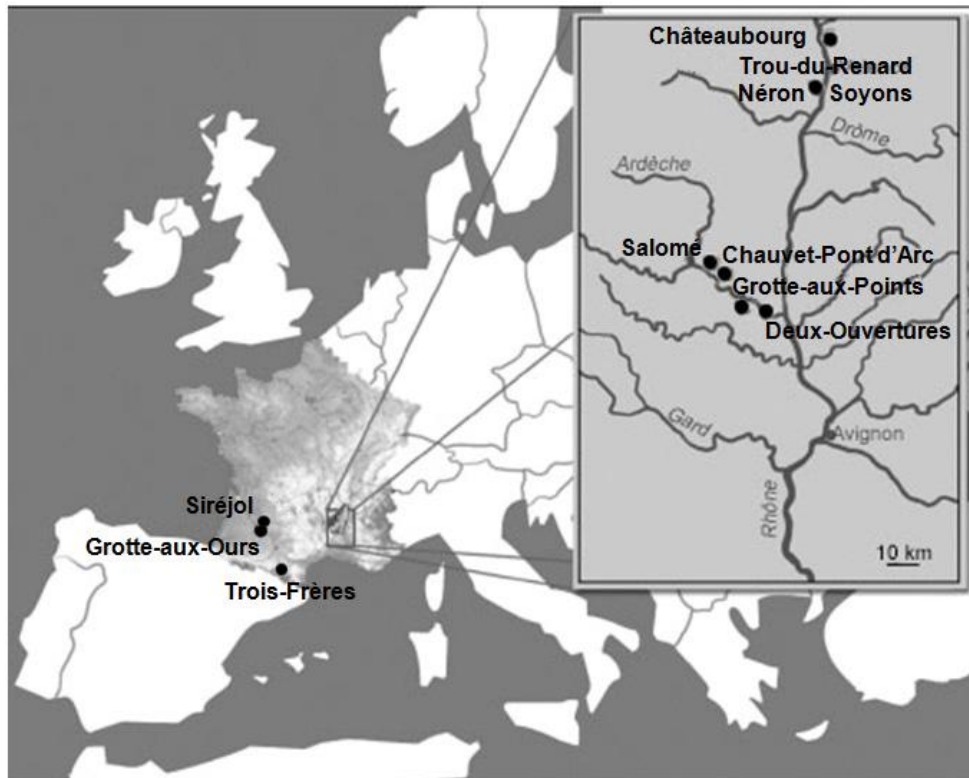 Châteaubourg
Trou-du-Renard
Néron Soyons
Drôme
Ardèche
Salomé
Chauvet-Pont d'Arc
Grotte-aux-Points
Deux-Ouvertures
Gard
Avignon
Rhône
10 km
Siréjol
Grotte-aux-Ours
Trois-Frères